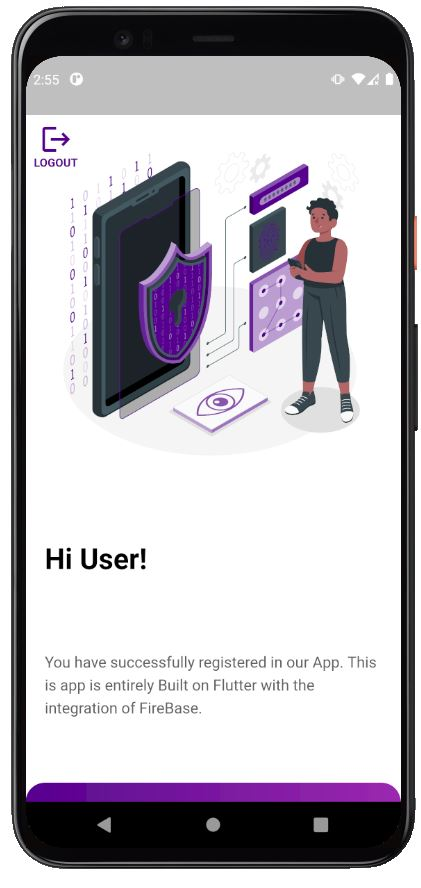 2:55
LOGOUT
Hi User!
You have successfully registered in our App. This
is app is entirely Built on Flutter with the
integration of FireBase.